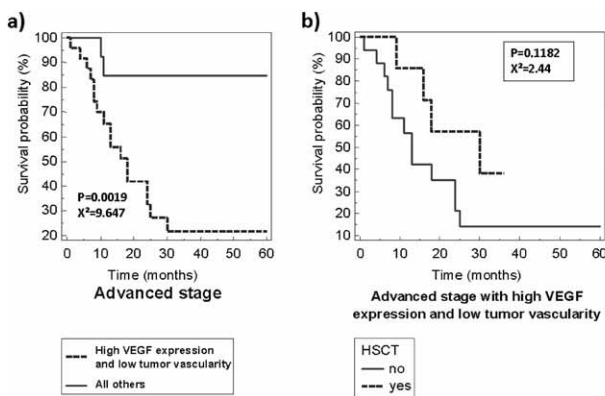 a)
Survival probability (%)
100
90
80
70
60
50
40
30
20
P=0.0019
X²=9.647
0 10 20 30 40 50 60
Time (months)
Advanced stage
High VEGF expression
and low tumor vascularity
All others
b)
Survival probability (%)
100
90
80
70
60
50
40
30
20
10
P=0.1182
X²=2.44
0 10 20 30 40 50 60
Time (months)
Advanced stage with high VEGF
expression and low tumor vascularity
HSCT
no
yes